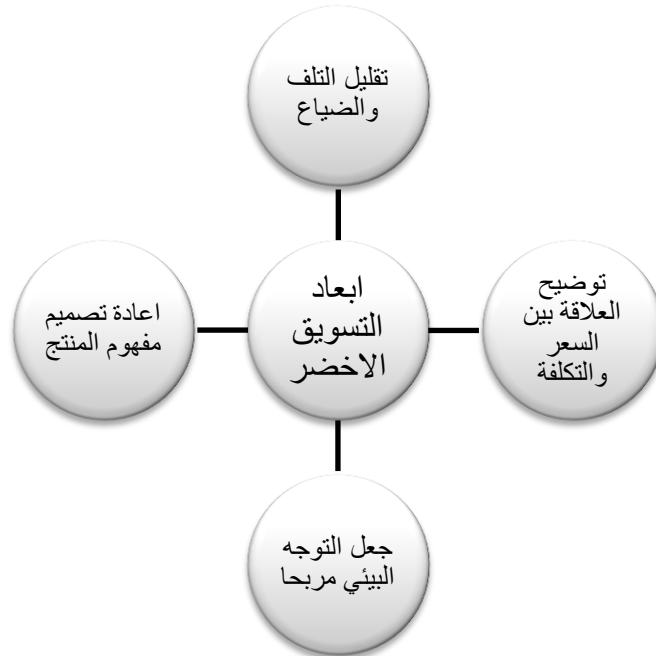 تقليل التلف
والضياع
توضيح
العلاقة بين
السعر
والتكلفة
ابعاد
التسويق
الاخضر
اعادة تصميم
مفهوم المنتج
جعل التوجه
البيئي مربحا